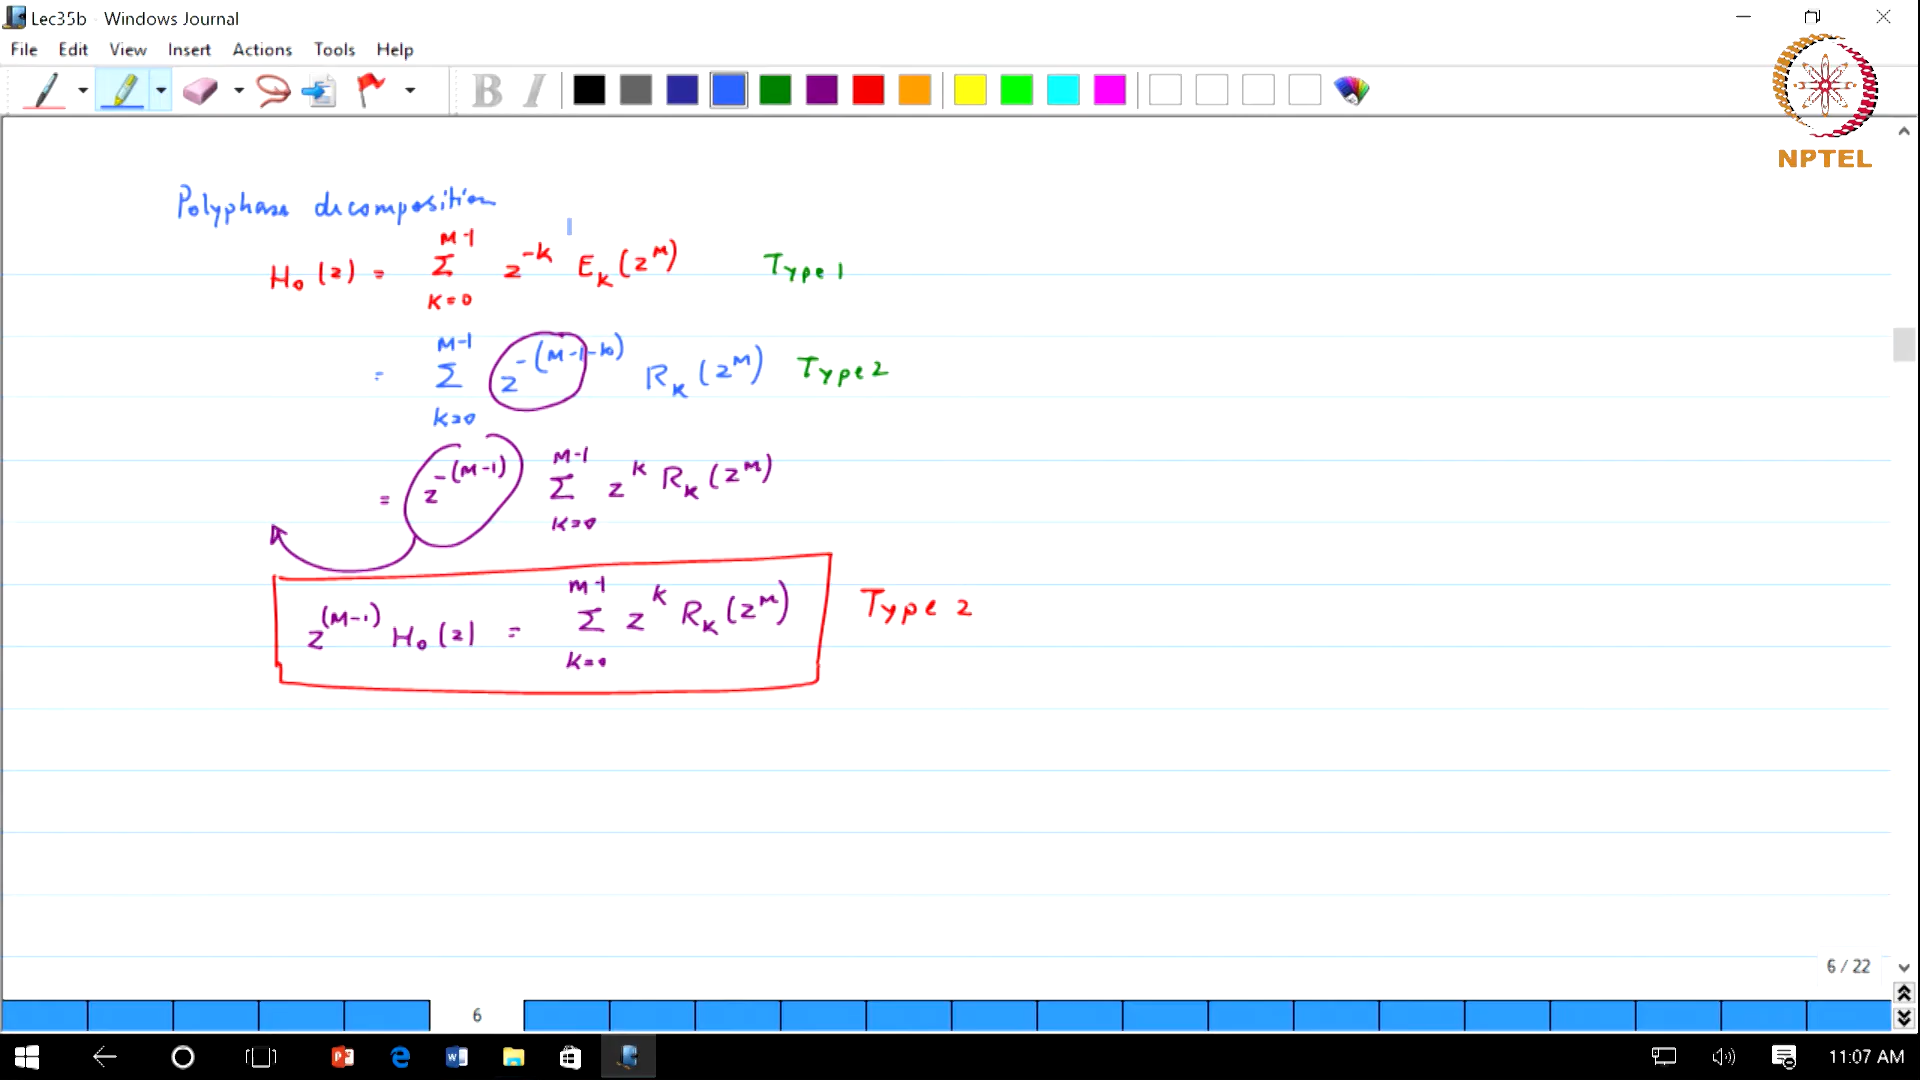 Lec35b - Windows Journal
File Edit View Insert Actions Tools Help
B I
NPTEL
Polyphase decomposition
H₀(z) = Σ_{k=0}^{M-1} z^{-k} E_k(z^M) Type 1
= Σ_{k=0}^{M-1} z^{-(M-1-k)} R_k(z^M) Type 2
= z^{-(M-1)} Σ_{k=0}^{M-1} z^k R_k(z^M)
z^{(M-1)} H₀(z) = Σ_{k=0}^{M-1} z^k R_k(z^M) Type 2
6 / 22
6
11:07 AM